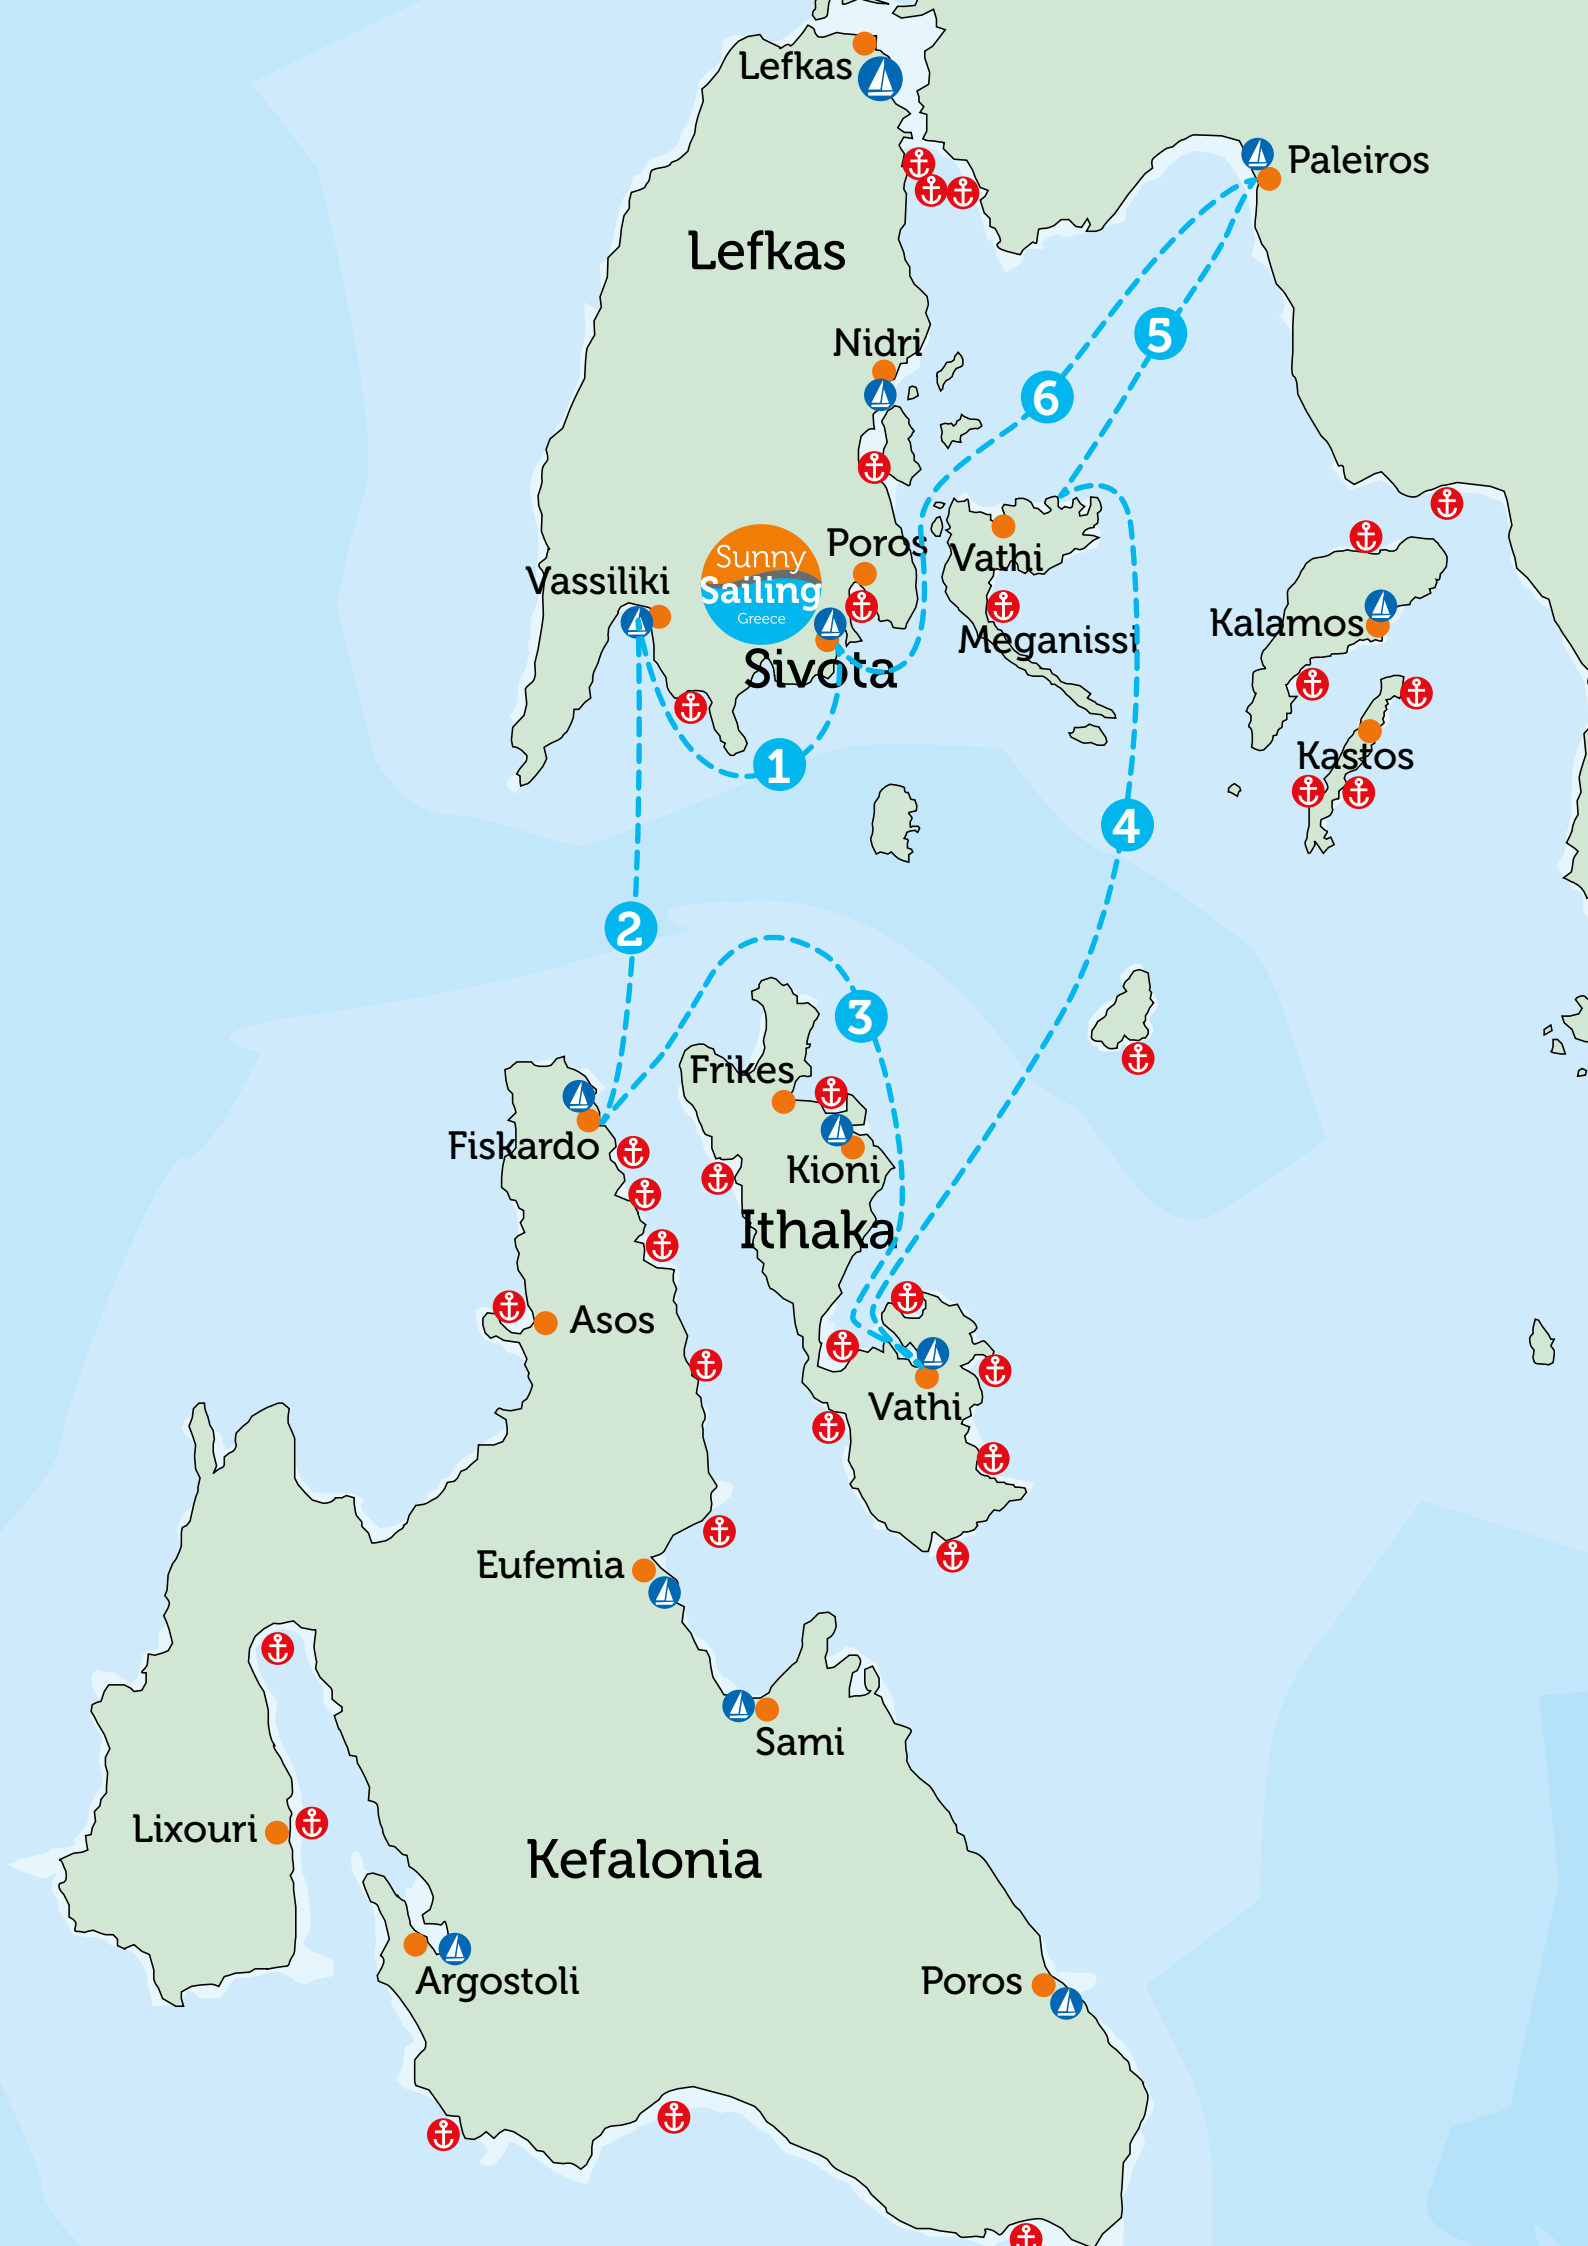 Lefkas
Paleiros
Lefkas
5
Nidri
6
Sunny
Sailing
Greece
Poros
Vathi
Vassiliki
Kalamos
Meganissi
Sivota
Kastos
1
4
2
3
Frikes
Fiskardo
Kioni
Ithaka
Asos
Vathi
Eufemia
Sami
Lixouri
Kefalonia
Argostoli
Poros